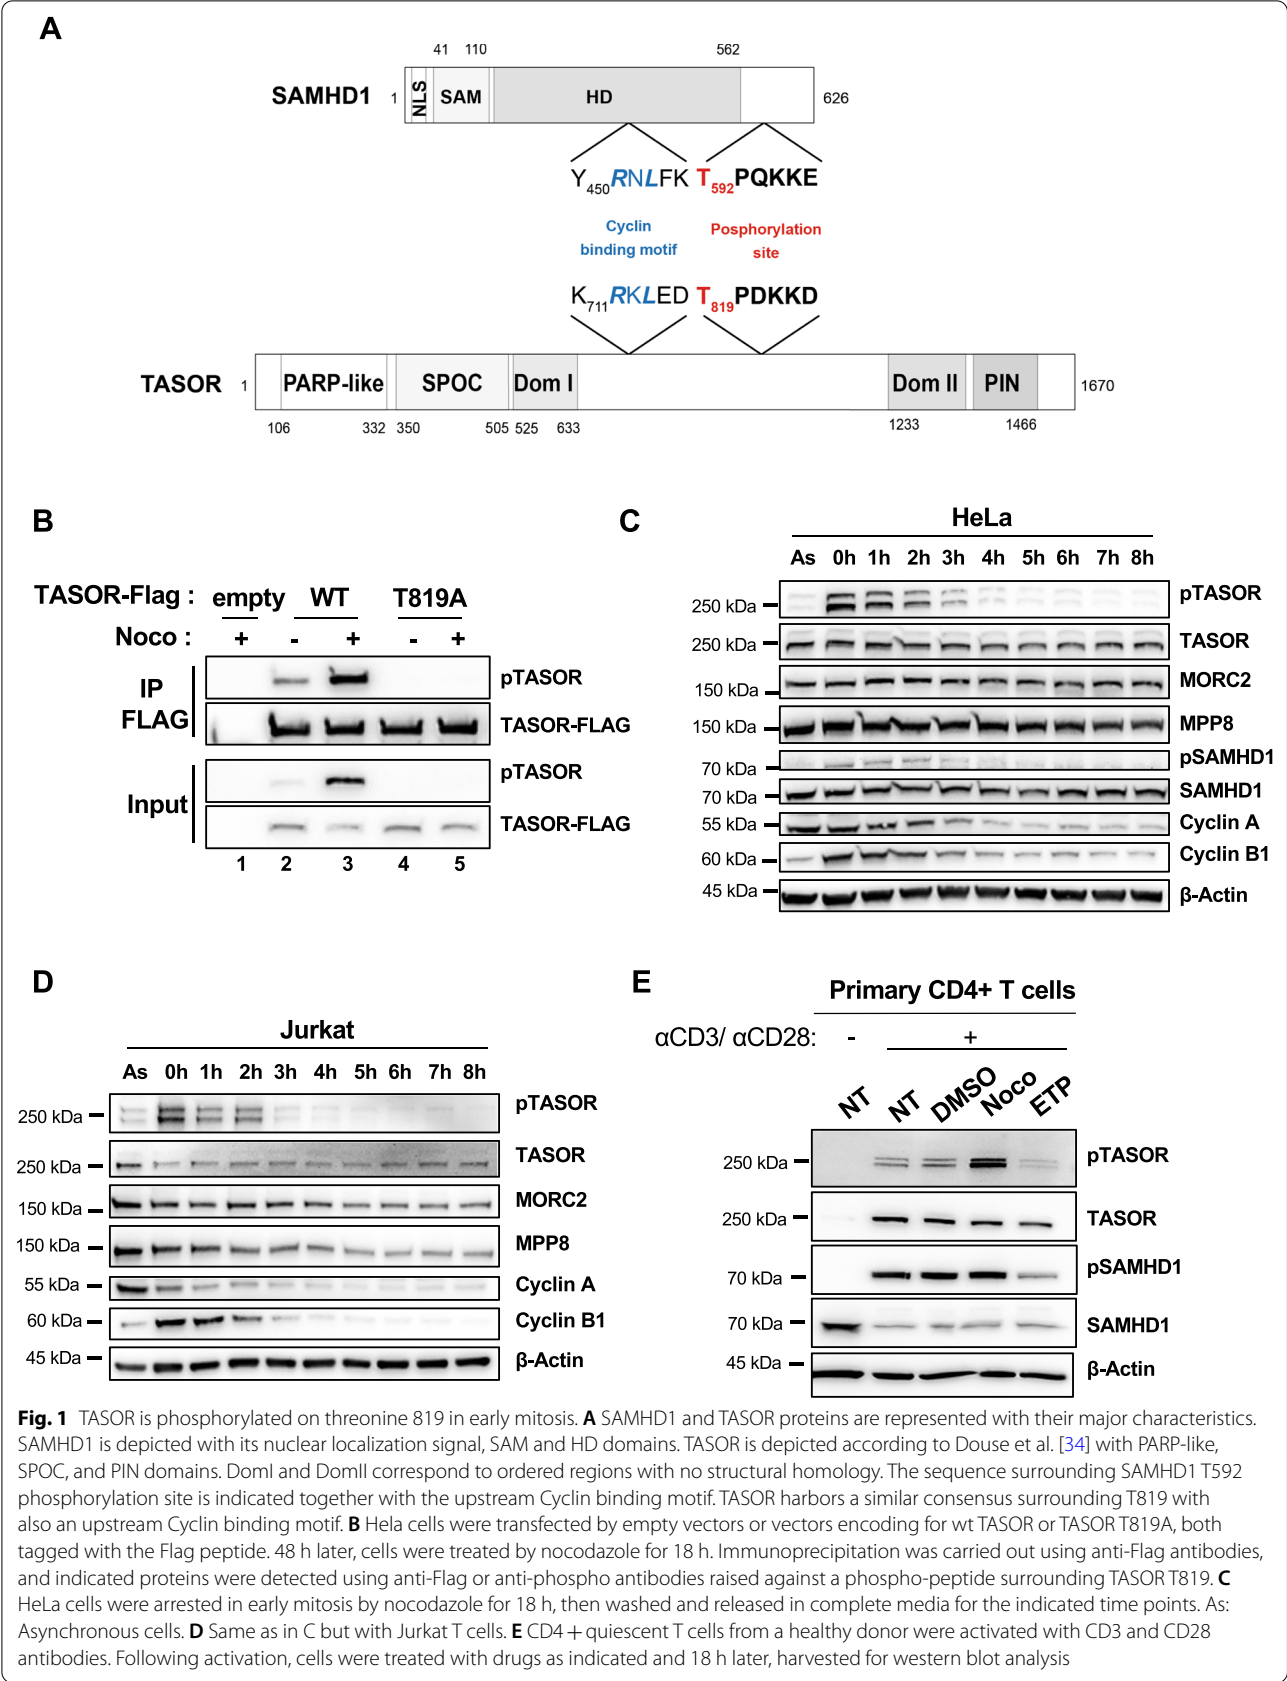 A
41 110 562
SAMHD1 1 NLS SAM HD 626
Y450RNLFK T592PQKKE
Cyclin binding motif
Posphorylation site
K711RKLED T819PDKKD
TASOR 1 PARP-like SPOC Dom I Dom II PIN 1670
106 332 350 505 525 633 1233 1466
B
TASOR-Flag : empty WT T819A
Noco : + - + - +
IP FLAG
pTASOR
TASOR-FLAG
Input
pTASOR
TASOR-FLAG
1 2 3 4 5
C
HeLa
As 0h 1h 2h 3h 4h 5h 6h 7h 8h
250 kDa pTASOR
250 kDa TASOR
150 kDa MORC2
150 kDa MPP8
70 kDa pSAMHD1
70 kDa SAMHD1
55 kDa Cyclin A
60 kDa Cyclin B1
45 kDa β-Actin
D
Jurkat
As 0h 1h 2h 3h 4h 5h 6h 7h 8h
250 kDa pTASOR
250 kDa TASOR
150 kDa MORC2
150 kDa MPP8
55 kDa Cyclin A
60 kDa Cyclin B1
45 kDa β-Actin
E
Primary CD4+ T cells
αCD3/ αCD28: - +
NT NT DMSO Noco ETP
250 kDa pTASOR
250 kDa TASOR
70 kDa pSAMHD1
70 kDa SAMHD1
45 kDa β-Actin
Fig. 1 TASOR is phosphorylated on threonine 819 in early mitosis. A SAMHD1 and TASOR proteins are represented with their major characteristics.
SAMHD1 is depicted with its nuclear localization signal, SAM and HD domains. TASOR is depicted according to Douse et al. [34] with PARP-like,
SPOC, and PIN domains. DomI and DomII correspond to ordered regions with no structural homology. The sequence surrounding SAMHD1 T592
phosphorylation site is indicated together with the upstream Cyclin binding motif. TASOR harbors a similar consensus surrounding T819 with
also an upstream Cyclin binding motif. B Hela cells were transfected by empty vectors or vectors encoding for wt TASOR or TASOR T819A, both
tagged with the Flag peptide. 48 h later, cells were treated by nocodazole for 18 h. Immunoprecipitation was carried out using anti-Flag antibodies,
and indicated proteins were detected using anti-Flag or anti-phospho antibodies raised against a phospho-peptide surrounding TASOR T819. C
HeLa cells were arrested in early mitosis by nocodazole for 18 h, then washed and released in complete media for the indicated time points. As:
Asynchronous cells. D Same as in C but with Jurkat T cells. E CD4 + quiescent T cells from a healthy donor were activated with CD3 and CD28
antibodies. Following activation, cells were treated with drugs as indicated and 18 h later, harvested for western blot analysis